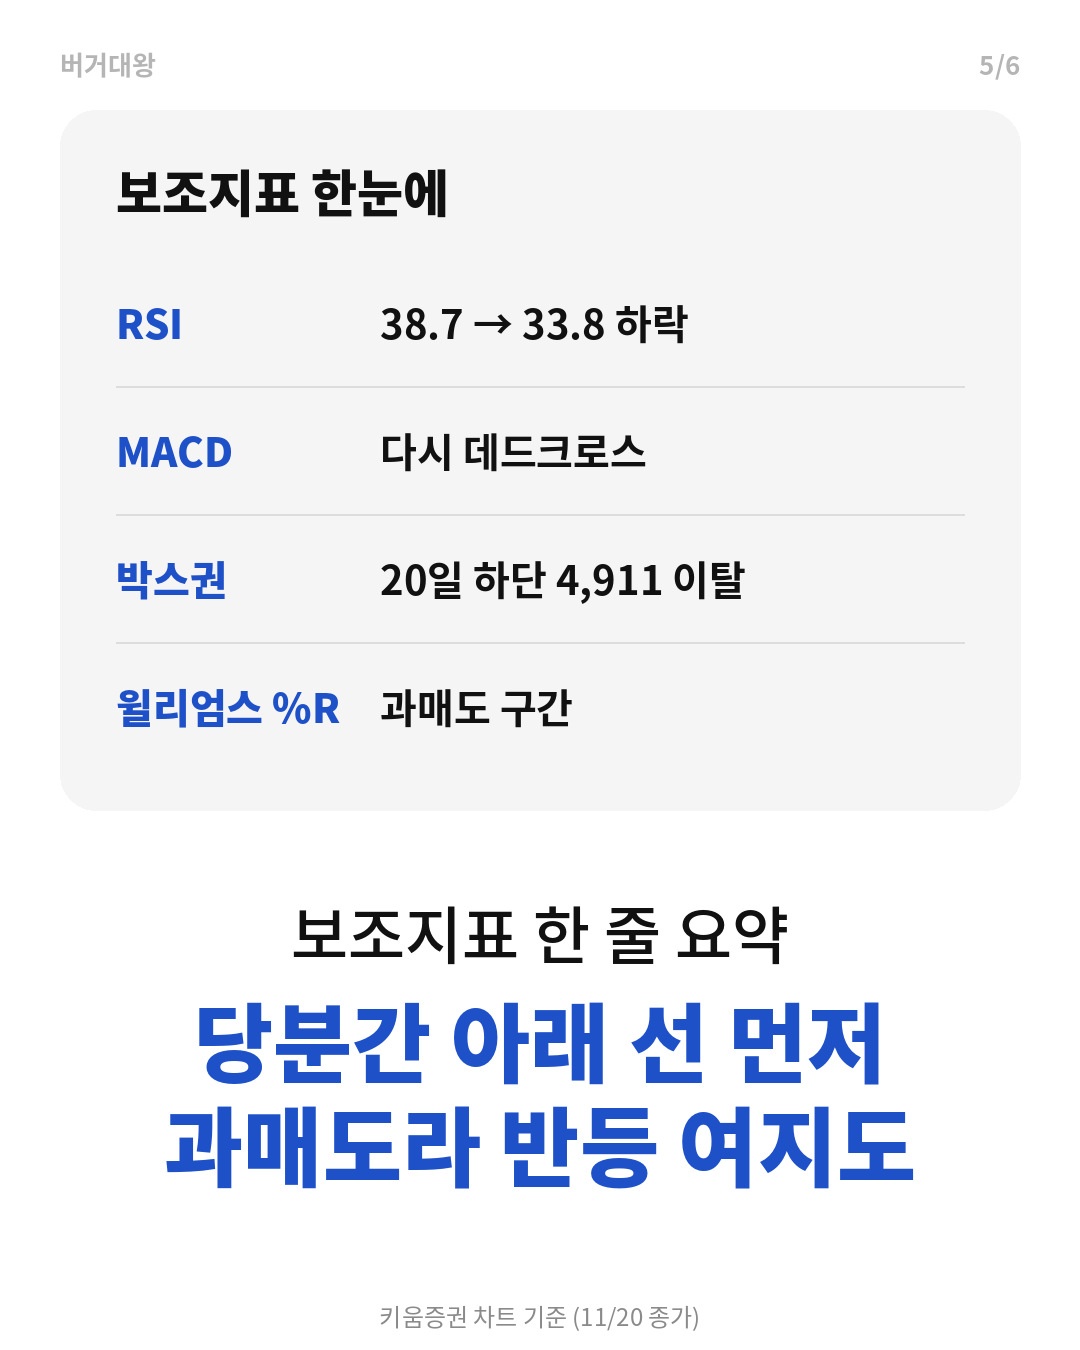 버거대왕
5/6
보조지표 한눈에
RSI 38.7 → 33.8 하락
MACD 다시 데드크로스
박스권 20일 하단 4,911 이탈
윌리엄스 %R 과매도 구간
보조지표 한 줄 요약
당분간 아래 선 먼저
과매도라 반등 여지도
키움증권 차트 기준 (11/20 종가)